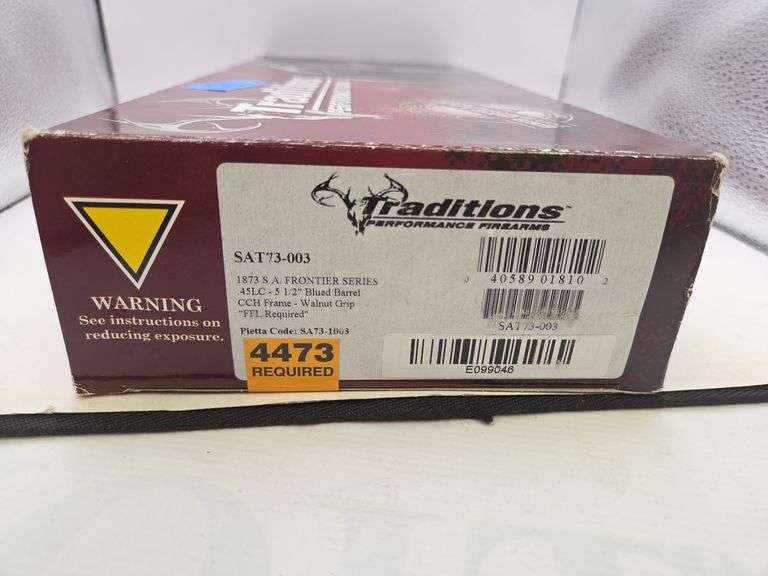 Traditions
WARNING
See instructions on
reducing exposure.
Traditions™
PERFORMANCE FIREARMS
SAT73-003
1873 S.A. FRONTIER SERIES
.45LC - 5 1/2" Blued Barrel
CCH Frame - Walnut Grip
"FFL Required"
Pietta Code: SA73-1003
4473
REQUIRED
0 40589 01810 2
SAT73-003
E099046